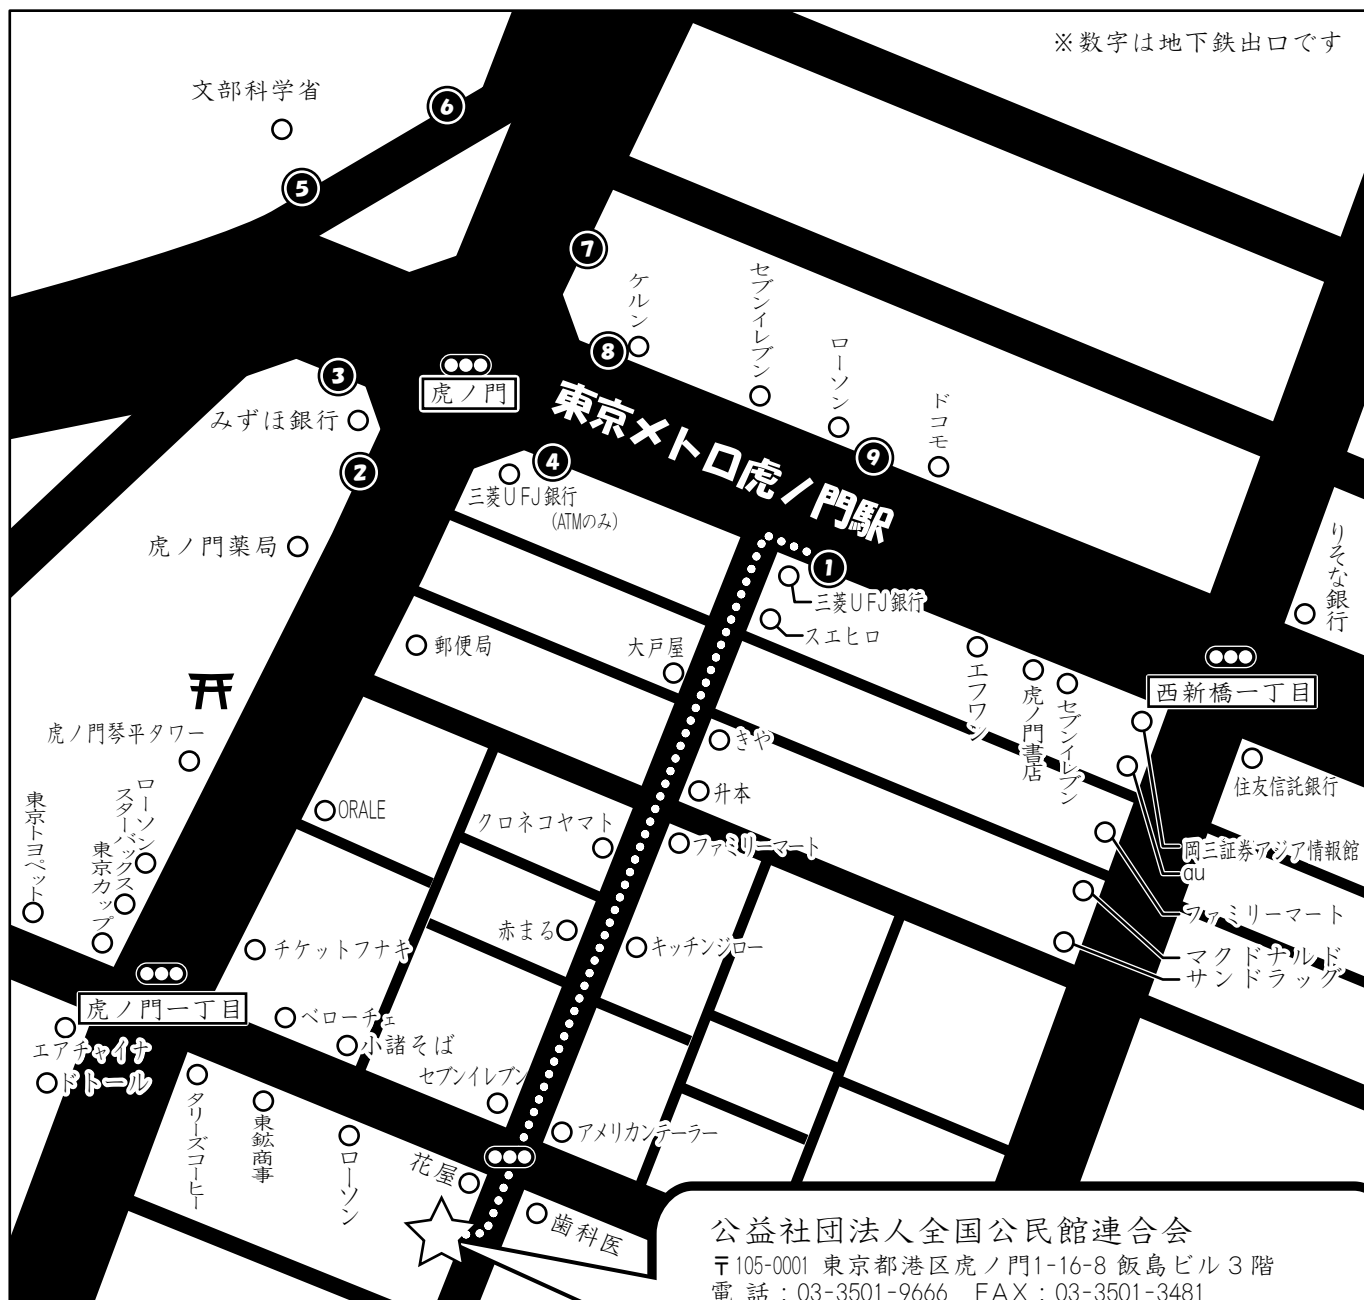 ※数字は地下鉄出口です
文部科学省
6
5
7
ケルン
セブンイレブン
ローソン
ドコモ
8
3
虎ノ門
みずほ銀行
東京メトロ虎ノ門駅
2
4
9
三菱UFJ銀行
(ATMのみ)
りそな銀行
虎ノ門薬局
1
三菱UFJ銀行
スエヒロ
郵便局
大戸屋
エフワン
虎ノ門書店
セブンイレブン
西新橋一丁目
虎ノ門琴平タワー
きや
住友信託銀行
升本
東京トヨペット
ローソン
スターバックス
東京カップ
ORALE
クロネコヤマト
ファミリーマート
岡三証券アジア情報館
au
ファミリーマート
マクドナルド
サンドラッグ
チケットフナキ
赤まる
キッチンジロー
虎ノ門一丁目
ベローチェ
小諸そば
エアチャイナ
ドトール
セブンイレブン
タリーズコーヒー
東鉱商事
ローソン
アメリカンテーラー
花屋
歯科医
公益社団法人全国公民館連合会
〒105-0001 東京都港区虎ノ門1-16-8 飯島ビル3階
電話：03-3501-9666 FAX：03-3501-3481